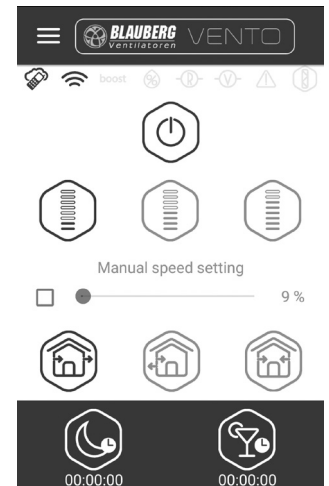 BLAUBERG VENTO
Ventilatoren
boost
R V
Manual speed setting
9 %
00:00:00 00:00:00